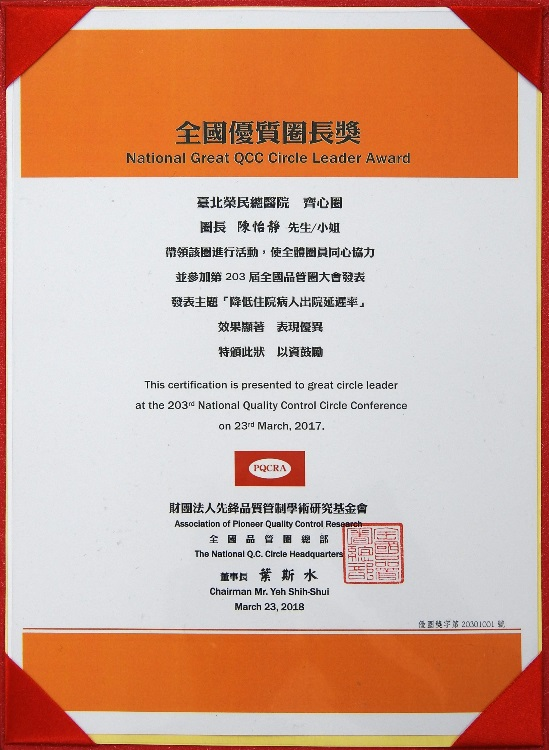 全國優質圈長獎
National Great QCC Circle Leader Award
臺北榮民總醫院 齊心圈
圈長 陳怡靜 先生/小姐
帶領該圈進行活動，使全體圈員同心協力
並參加第 203 屆全國品管圈大會發表
發表主題「降低住院病人出院延遲率」
效果顯著 表現優異
特頒此狀 以資鼓勵
This certification is presented to great circle leader
at the 203rd National Quality Control Circle Conference
on 23rd March, 2017.
PQCRA
財團法人先鋒品質管制學術研究基金會
Association of Pioneer Quality Control Research
全國品管圈總部
The National Q.C. Circle Headquarters
董事長 葉斯水
Chairman Mr. Yeh Shih-Shui
March 23, 2018
優圈獎字第 20301001 號